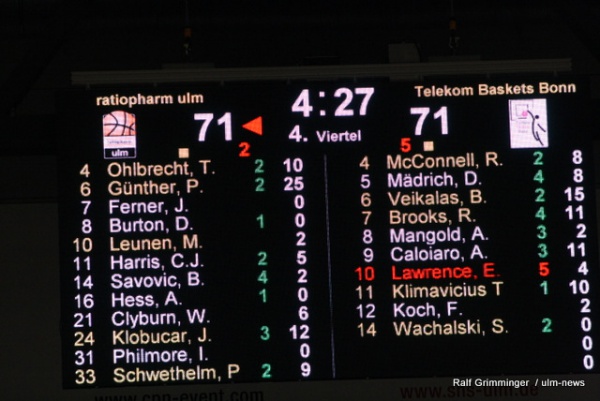 ratiopharm ulm 4:27 Telekom Baskets Bonn
71 71
4. Viertel
2 5
ulm
4 Ohlbrecht, T. 2 10
6 Günther, P. 2 25
7 Ferner, J. 0
8 Burton, D. 1 0
10 Leunen, M. 2
11 Harris, C.J. 2 5
14 Savovic, B. 4 2
16 Hess, A. 1 0
21 Clyburn, W. 6
24 Klobucar, J. 3 12
31 Philmore, I. 0
33 Schwethelm, P 2 9
4 McConnell, R. 2 8
5 Mädrich, D. 4 8
6 Veikalas, B. 2 15
7 Brooks, R. 4 11
8 Mangold, A. 3 2
9 Caloiaro, A. 3 11
10 Lawrence, E. 5 4
11 Klimavicius T 1 10
12 Koch, F. 2
14 Wachalski, S. 2 0
0
0
Ralf Grimminger / ulm-news